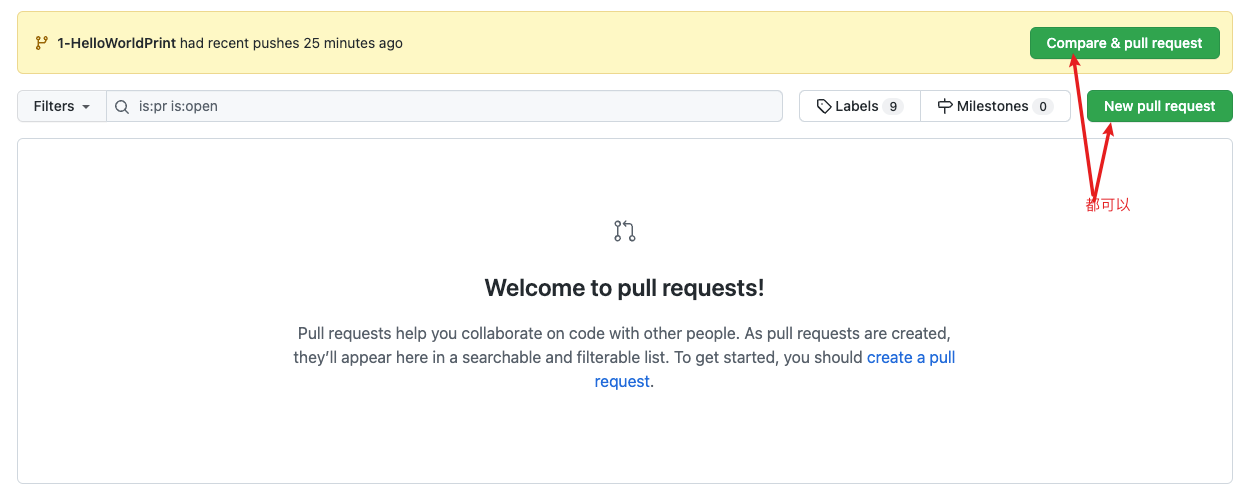 1-HelloWorldPrint had recent pushes 25 minutes ago
Compare & pull request
Filters
is:pr is:open
Labels 9
Milestones 0
New pull request
都可以
Welcome to pull requests!
Pull requests help you collaborate on code with other people. As pull requests are created,
they’ll appear here in a searchable and filterable list. To get started, you should create a pull
request.